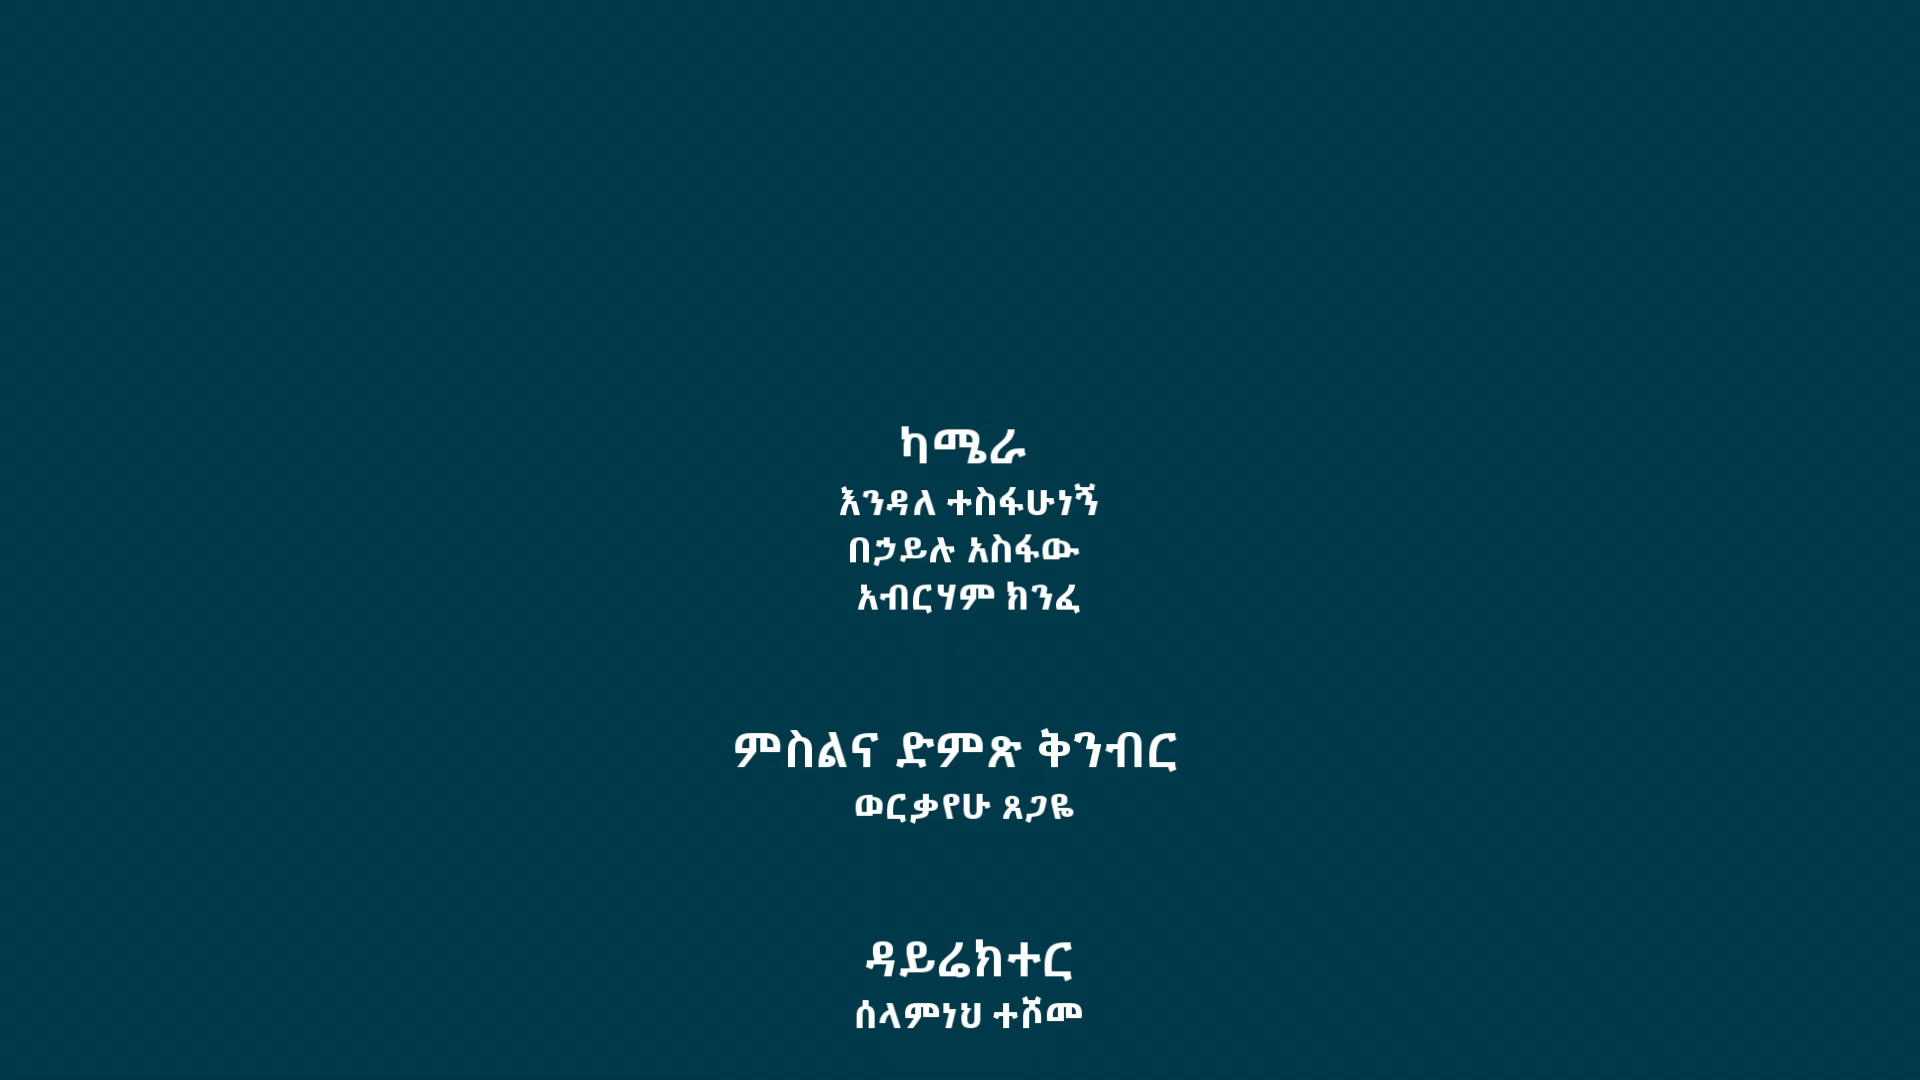 ካሜራ
እንዳለ ተስፋሁነኝ
በኃይሉ አስፋው
አብርሃም ክንፈ
ምስልና ድምጽ ቅንብር
ወርቃየሁ ጸጋዬ
ዳይሬክተር
ሰላምነህ ተሾመ